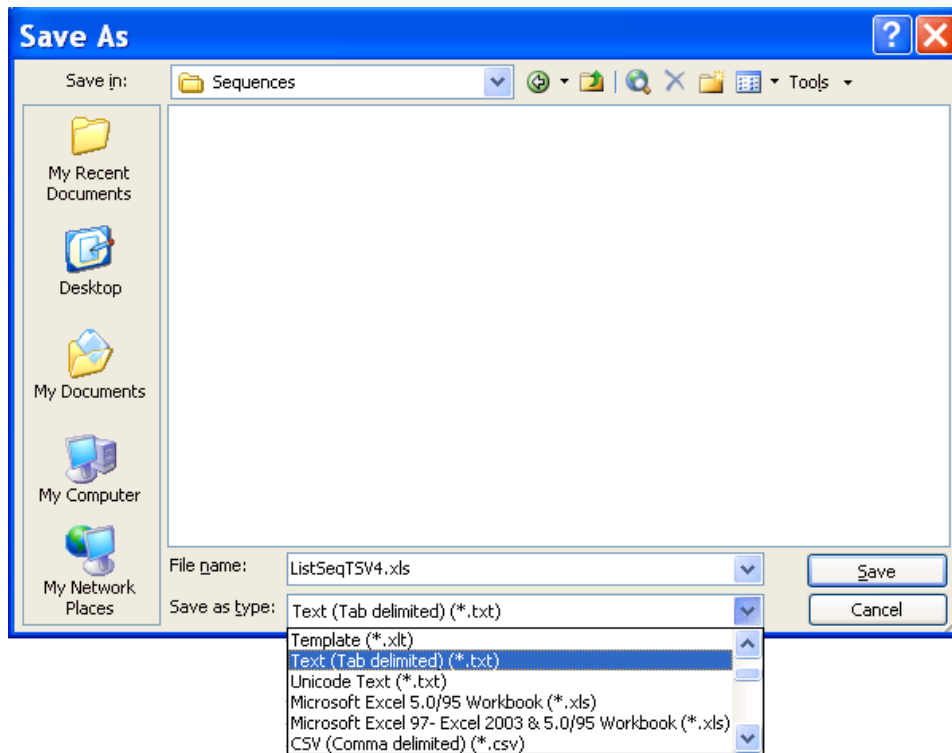 Save As
Save in: Sequences Tools
My Recent
Documents
Desktop
My Documents
My Computer
My Network
Places
File name: ListSeqTSV4.xls Save
Save as type: Text (Tab delimited) (*.txt) Cancel
Template (*.xlt)
Text (Tab delimited) (*.txt)
Unicode Text (*.txt)
Microsoft Excel 5.0/95 Workbook (*.xls)
Microsoft Excel 97- Excel 2003 & 5.0/95 Workbook (*.xls)
CSV (Comma delimited) (*.csv)